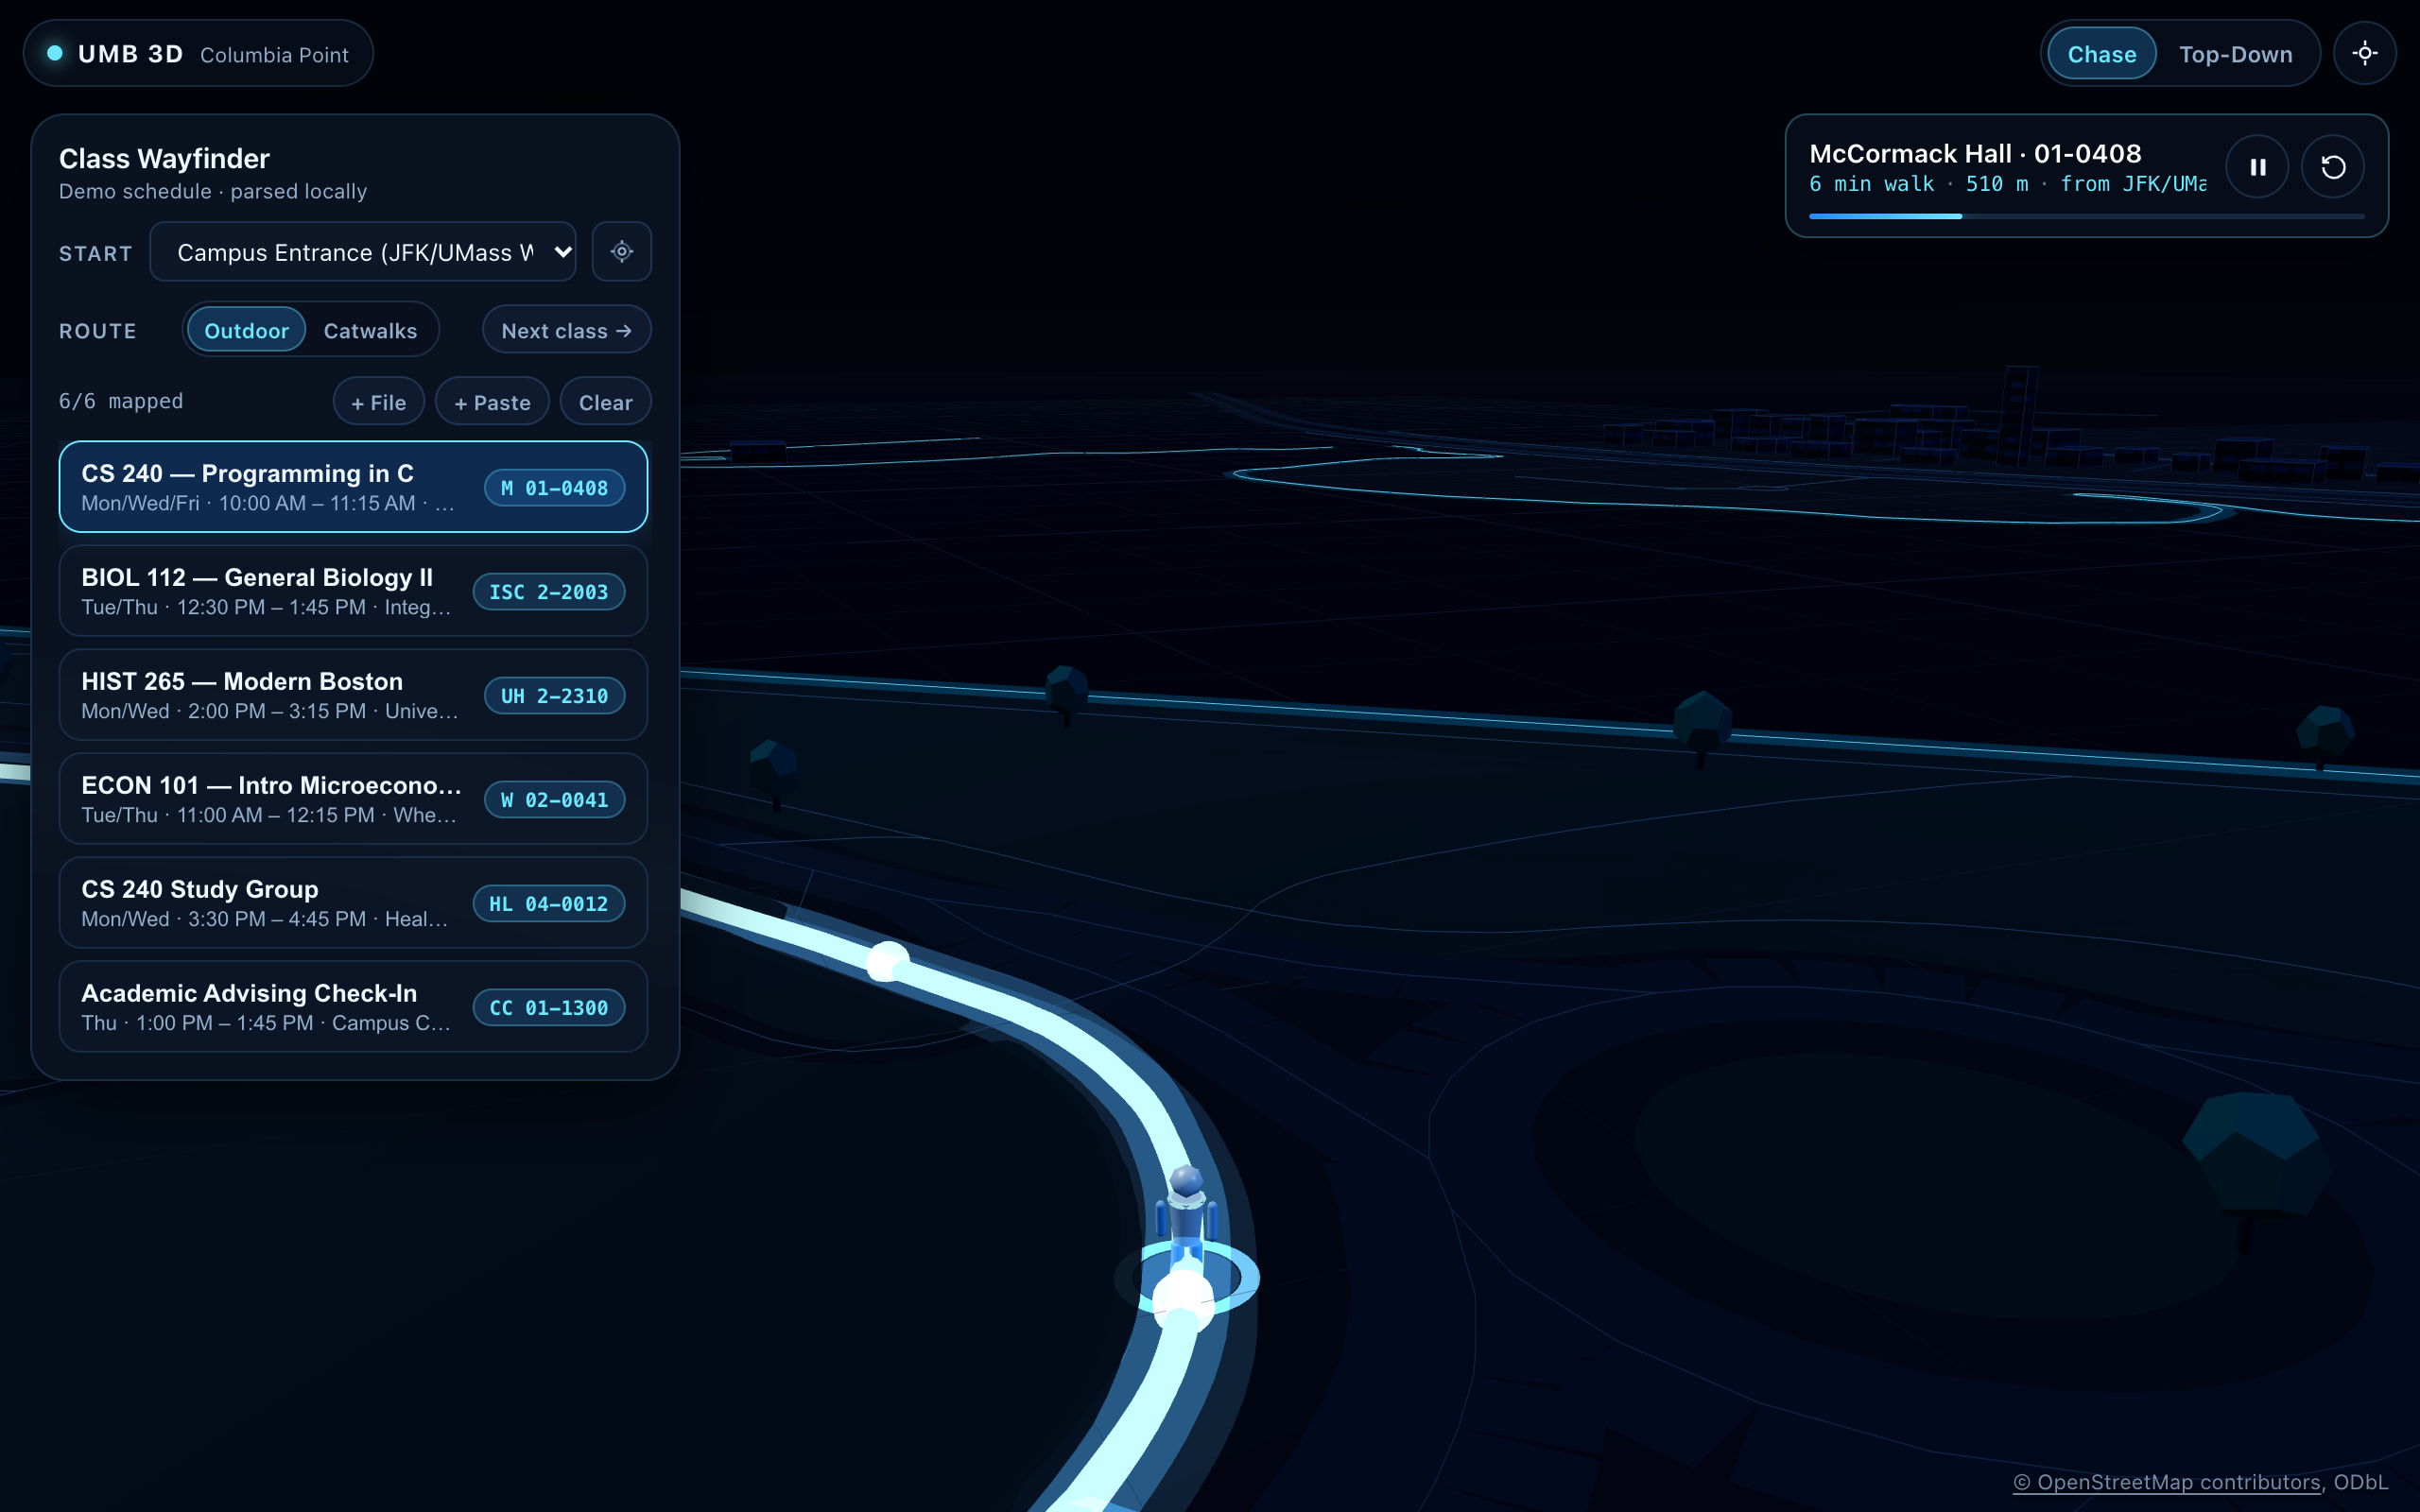 UMB 3D Columbia Point
Chase Top-Down
Class Wayfinder
Demo schedule · parsed locally
START Campus Entrance (JFK/UMass W
ROUTE Outdoor Catwalks Next class →
6/6 mapped + File + Paste Clear
CS 240 — Programming in C
Mon/Wed/Fri · 10:00 AM – 11:15 AM · ...
M 01-0408
BIOL 112 — General Biology II
Tue/Thu · 12:30 PM – 1:45 PM · Integ...
ISC 2-2003
HIST 265 — Modern Boston
Mon/Wed · 2:00 PM – 3:15 PM · Unive...
UH 2-2310
ECON 101 — Intro Microecono...
Tue/Thu · 11:00 AM – 12:15 PM · Whe...
W 02-0041
CS 240 Study Group
Mon/Wed · 3:30 PM – 4:45 PM · Heal...
HL 04-0012
Academic Advising Check-In
Thu · 1:00 PM – 1:45 PM · Campus C...
CC 01-1300
McCormack Hall · 01-0408
6 min walk · 510 m · from JFK/UMa
© OpenStreetMap contributors, ODbL